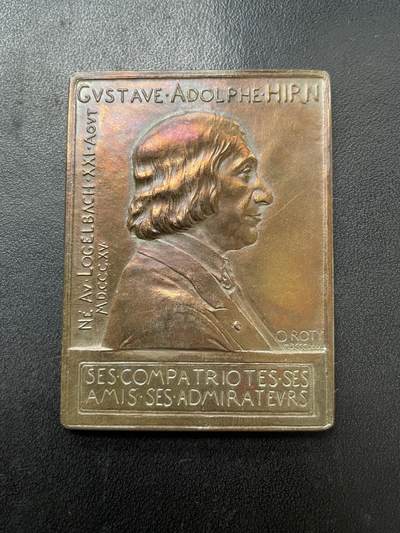 GVSTAVE·ADOLPHE·HIRN
NÉ AV LOGELBACH·XXI·AOVT
MDCCCXV
O. ROTY
SES·COMPATRIOTES·SES
AMIS·SES·ADMIRATEVRS